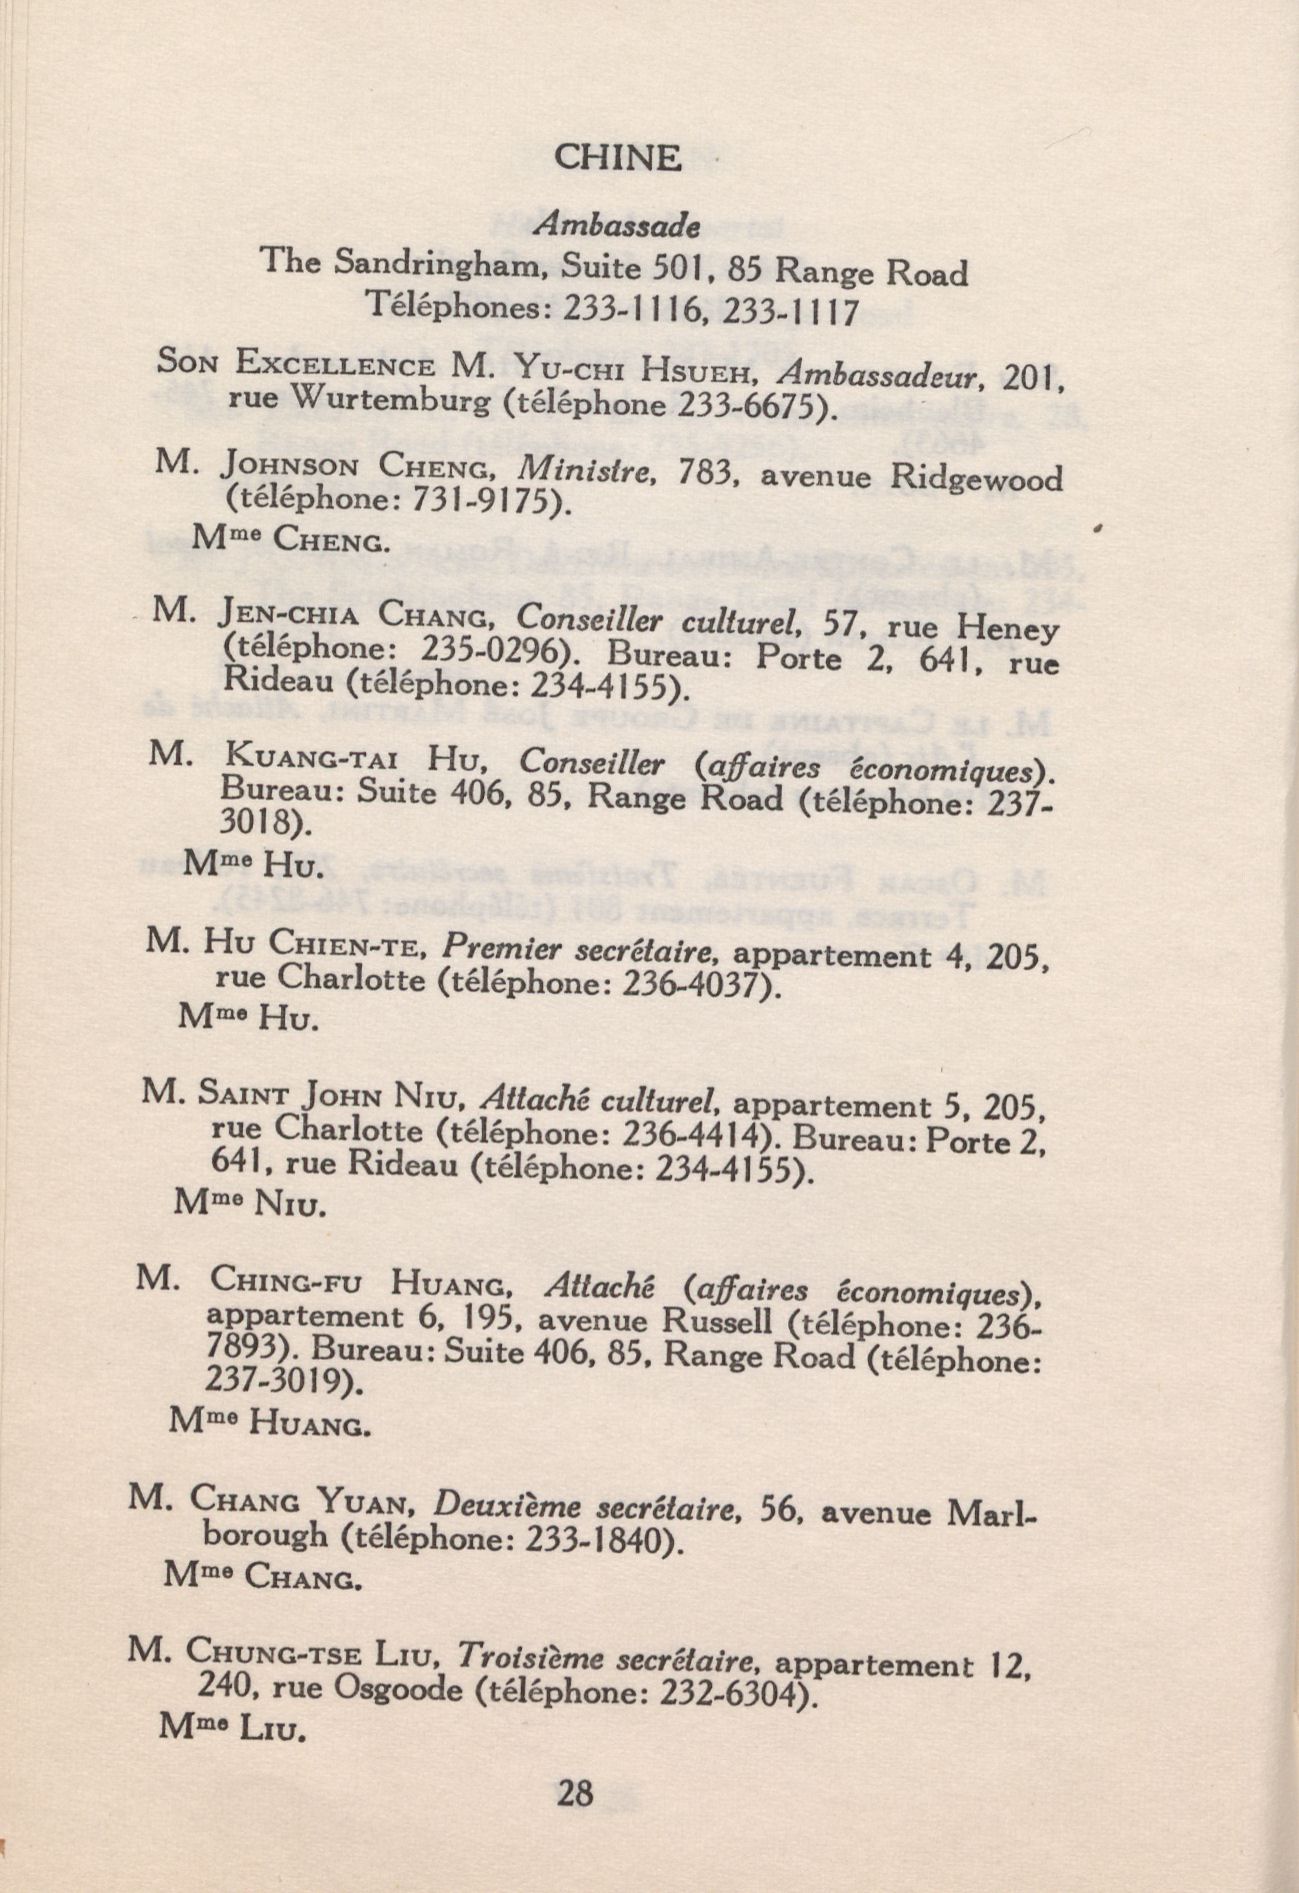 CHINE
Ambassade
The Sandringham, Suite 501, 85 Range Road
Téléphones: 233-1116, 233-1117
SON EXCELLENCE M. YU-CHI HSUEH, Ambassadeur, 201,
rue Wurtemburg (téléphone 233-6675).
M. JOHNSON CHENG, Ministre, 783, avenue Ridgewood
(téléphone: 731-9175).
Mme CHENG.
M. JEN-CHIA CHANG, Conseiller culturel, 57, rue Heney
(téléphone: 235-0296). Bureau: Porte 2, 641, rue
Rideau (téléphone: 234-4155).
M. KUANG-TAI HU, Conseiller (affaires économiques).
Bureau: Suite 406, 85, Range Road (téléphone: 237-
3018).
Mme HU.
M. HU CHIEN-TE, Premier secrétaire, appartement 4, 205,
rue Charlotte (téléphone: 236-4037).
Mme HU.
M. SAINT JOHN NIU, Attaché culturel, appartement 5, 205,
rue Charlotte (téléphone: 236-4414). Bureau: Porte 2,
641, rue Rideau (téléphone: 234-4155).
Mme NIU.
M. CHING-FU HUANG, Attaché (affaires économiques),
appartement 6, 195, avenue Russell (téléphone: 236-
7893). Bureau: Suite 406, 85, Range Road (téléphone:
237-3019).
Mme HUANG.
M. CHANG YUAN, Deuxième secrétaire, 56, avenue Marl-
borough (téléphone: 233-1840).
Mme CHANG.
M. CHUNG-TSE LIU, Troisième secrétaire, appartement 12,
240, rue Osgoode (téléphone: 232-6304).
Mme LIU.
28